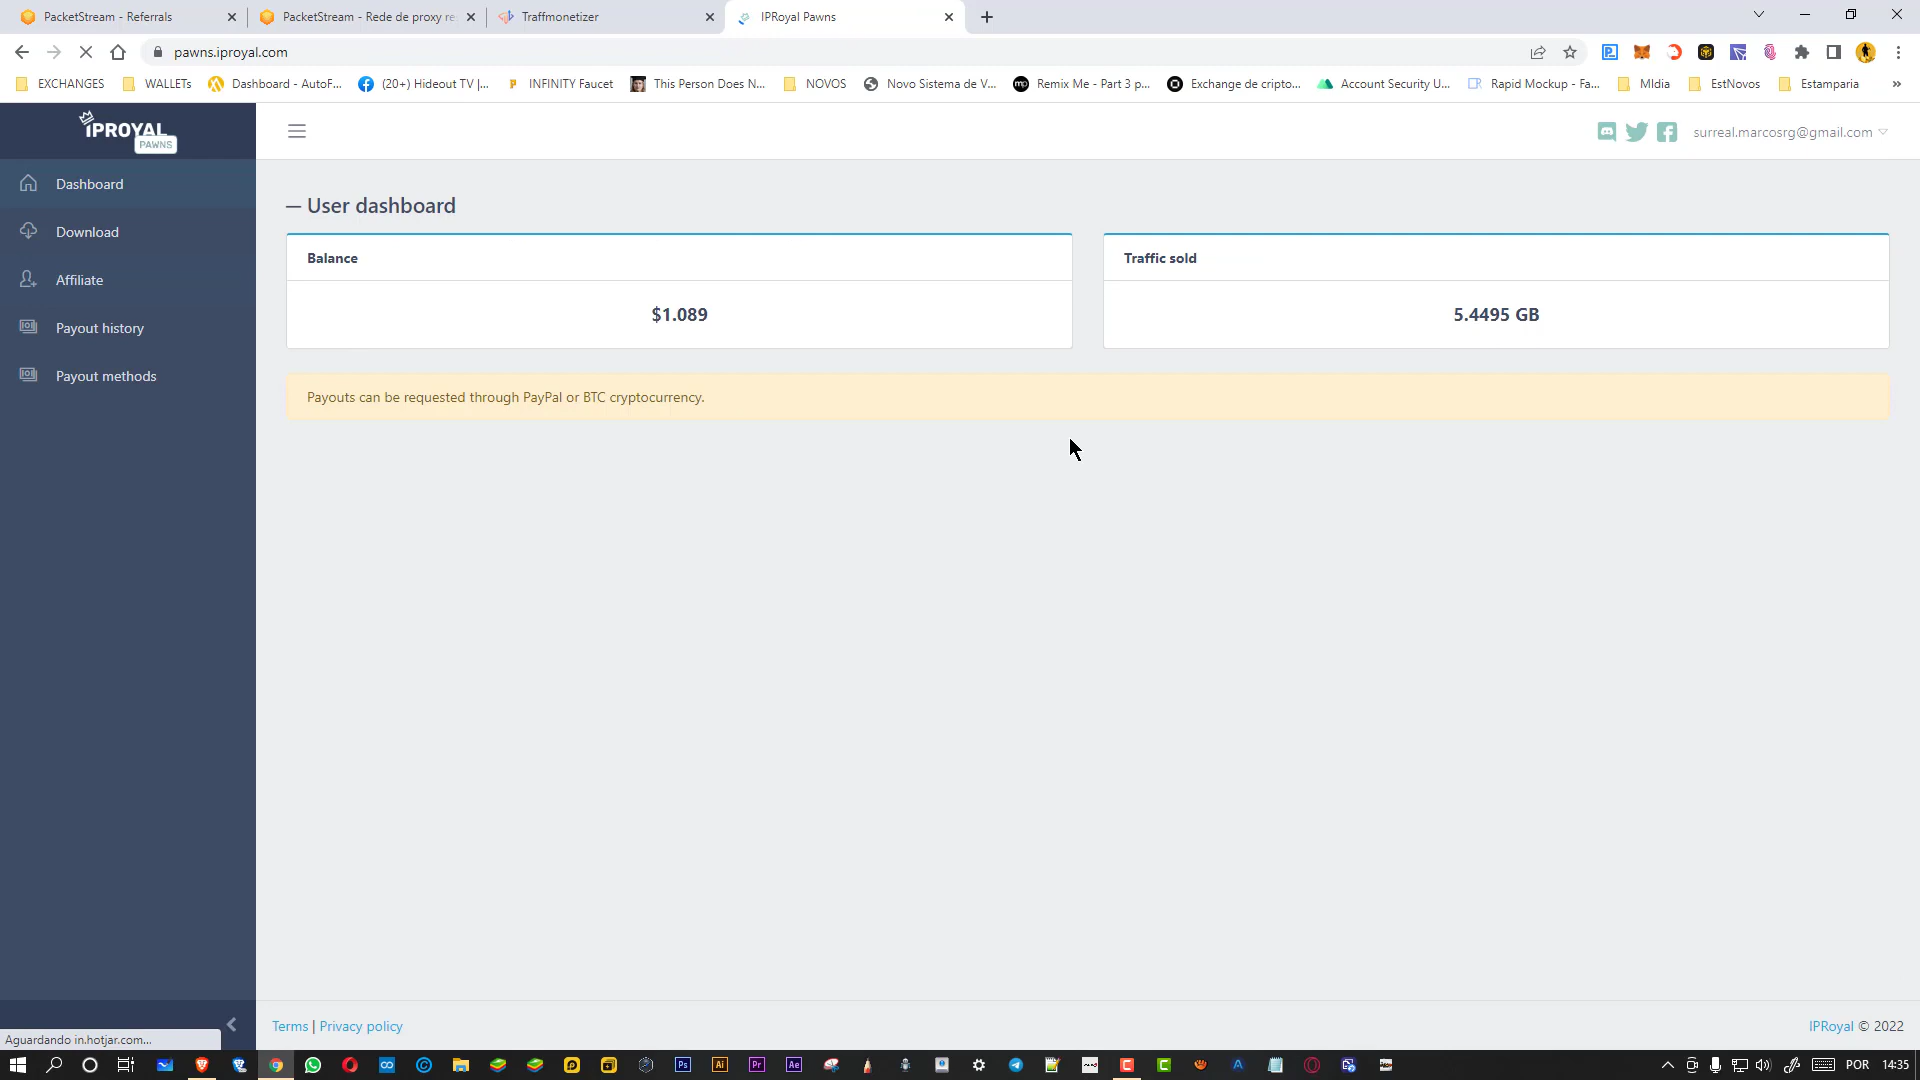 PacketStream - Referrals
PacketStream - Rede de proxy re
Traffmonetizer
IPRoyal Pawns
pawns.iproyal.com
EXCHANGES
WALLETs
Dashboard - AutoF...
(20+) Hideout TV |...
INFINITY Faucet
This Person Does N...
NOVOS
Novo Sistema de V...
Remix Me - Part 3 p...
Exchange de cripto...
Account Security U...
Rapid Mockup - Fa...
MIdia
EstNovos
Estamparia
IPROYAL
PAWNS
surreal.marcosrg@gmail.com
Dashboard
Download
Affiliate
Payout history
Payout methods
— User dashboard
Balance
$1.089
Traffic sold
5.4495 GB
Payouts can be requested through PayPal or BTC cryptocurrency.
Terms | Privacy policy
IPRoyal © 2022
Aguardando in.hotjar.com...
Ps
Ai
Pr
Ae
POR
14:35